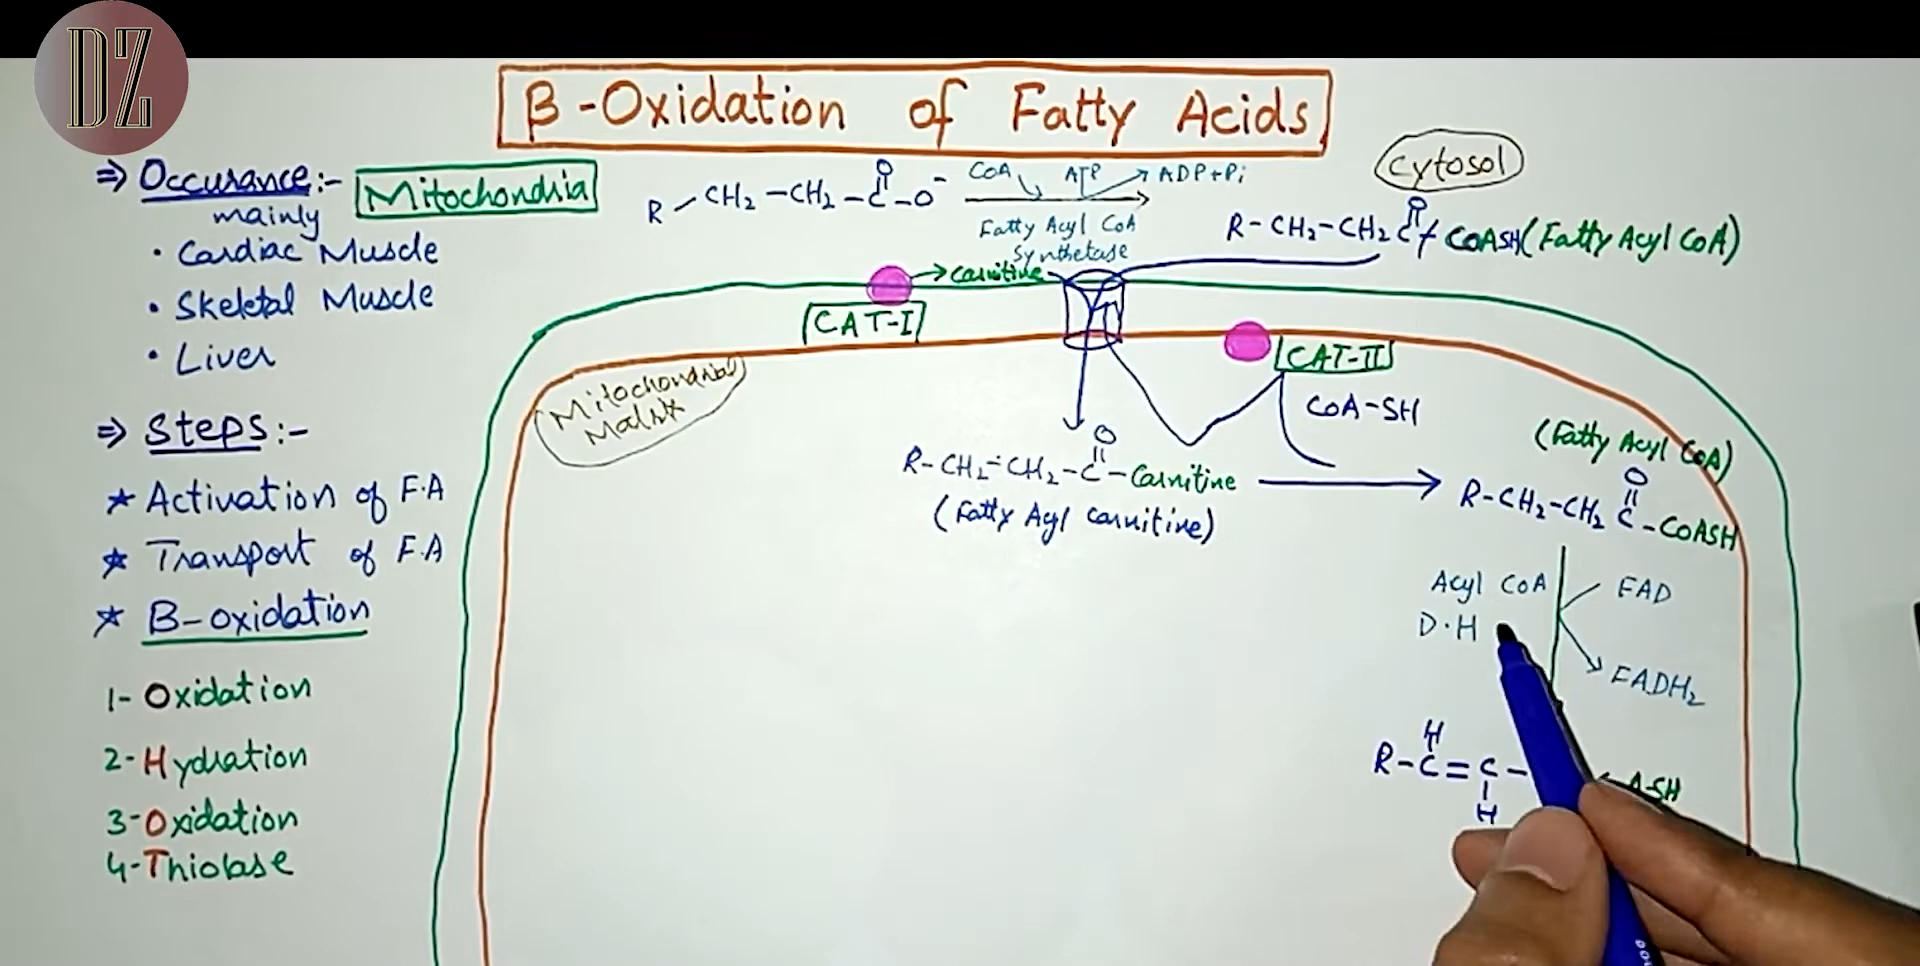 DZ
β-Oxidation of Fatty Acids
⇒ Occurance:- Mitochondria
mainly
• Cardiac Muscle
• Skeletal Muscle
• Liver
⇒ Steps:-
★ Activation of F.A
★ Transport of F.A
★ B-oxidation
1- Oxidation
2- Hydration
3- Oxidation
4- Thiolase
R-CH₂-CH₂-C-O⁻
O
CoA ATP ADP+Pi
Fatty Acyl CoA
Synthetase
Cytosol
O
R-CH₂-CH₂ C COASH (Fatty Acyl CoA)
Carnitine
CAT-I
CAT-II
Mitochondrial
Matrix
CoA-SH
O
R-CH₂-CH₂-C-Carnitine
(Fatty Ayl carnitine)
(Fatty Acyl CoA)
O
R-CH₂-CH₂ C-COASH
Acyl CoA FAD
D.H
FADH₂
H
R-C=C-
H
A-SH